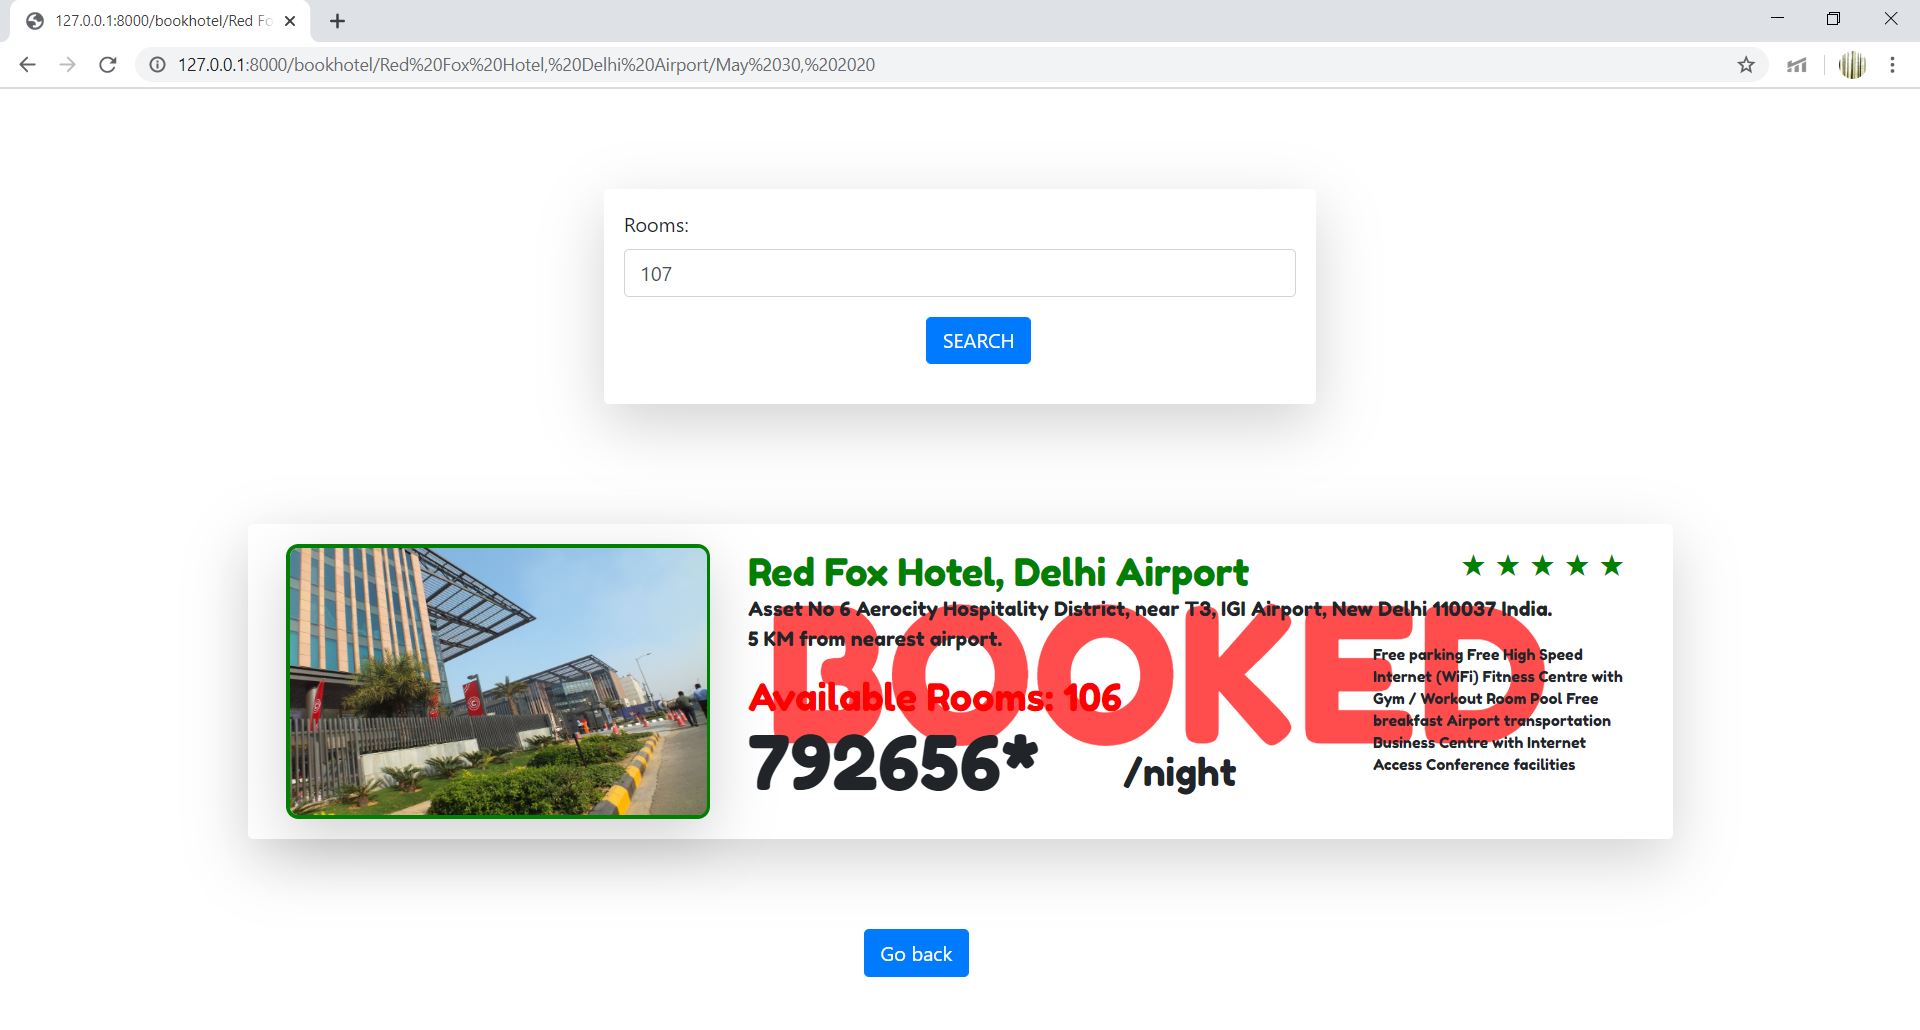 127.0.0.1:8000/bookhotel/Red Fo
127.0.0.1:8000/bookhotel/Red%20Fox%20Hotel,%20Delhi%20Airport/May%2030,%202020
Rooms:
107
SEARCH
Red Fox Hotel, Delhi Airport
★ ★ ★ ★ ★
Asset No 6 Aerocity Hospitality District, near T3, IGI Airport, New Delhi 110037 India.
5 KM from nearest airport.
BOOKED
Available Rooms: 106
792656* /night
Free parking Free High Speed
Internet (WiFi) Fitness Centre with
Gym / Workout Room Pool Free
breakfast Airport transportation
Business Centre with Internet
Access Conference facilities
Go back